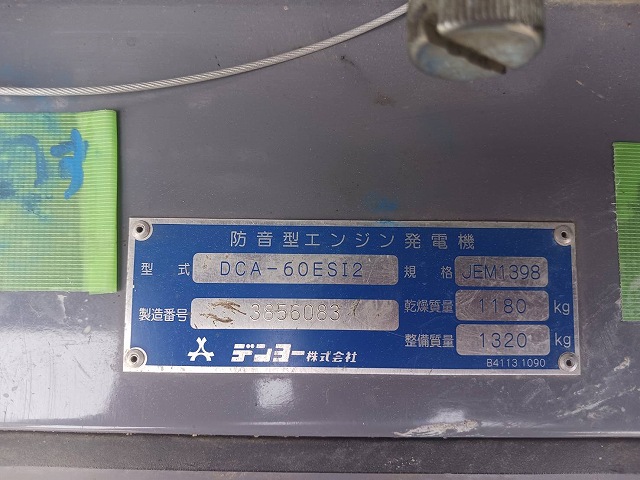 防音型エンジン発電機
型式 DCA-60ESI2 規格 JEM1398
製造番号 3856083 乾燥質量 1180 kg
整備質量 1320 kg
デンヨー株式会社 B4113 1090